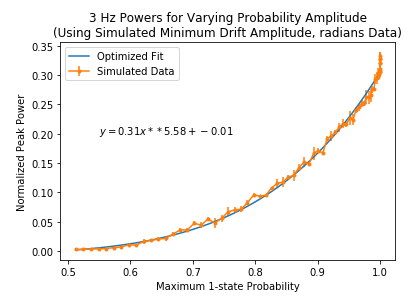 3 Hz Powers for Varying Probability Amplitude
(Using Simulated Minimum Drift Amplitude, radians Data)
0.35
0.30
0.25
0.20
0.15
0.10
0.05
0.00
Normalized Peak Power
Optimized Fit
Simulated Data
y = 0.31x * *5.58 + −0.01
0.5 0.6 0.7 0.8 0.9 1.0
Maximum 1-state Probability